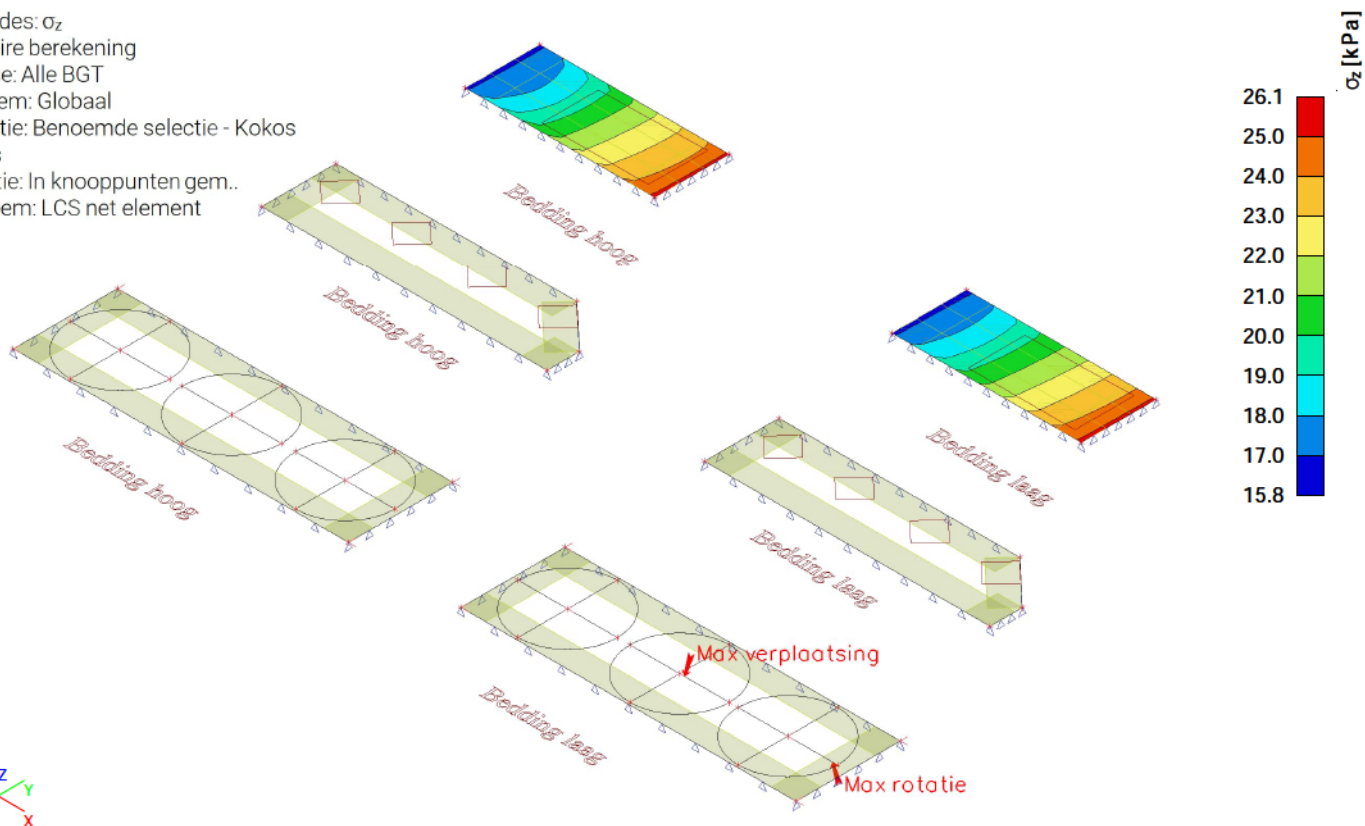 des: σz
ire berekening
e: Alle BGT
em: Globaal
tie: Benoemde selectie - Kokos
s
tie: In knooppunten gem..
em: LCS net element
σz [kPa]
26.1
25.0
24.0
23.0
22.0
21.0
20.0
19.0
18.0
17.0
15.8
Bedding hoog
Bedding hoog
Bedding hoog
Bedding laag
Bedding laag
Max verplaatsing
Bedding laag
Max rotatie
Z
Y
X